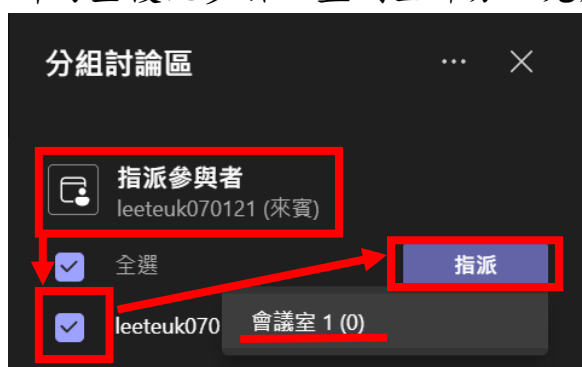 分組討論區
指派參與者
leeteuk070121 (來賓)
全選
指派
leeteuk070
會議室 1 (0)